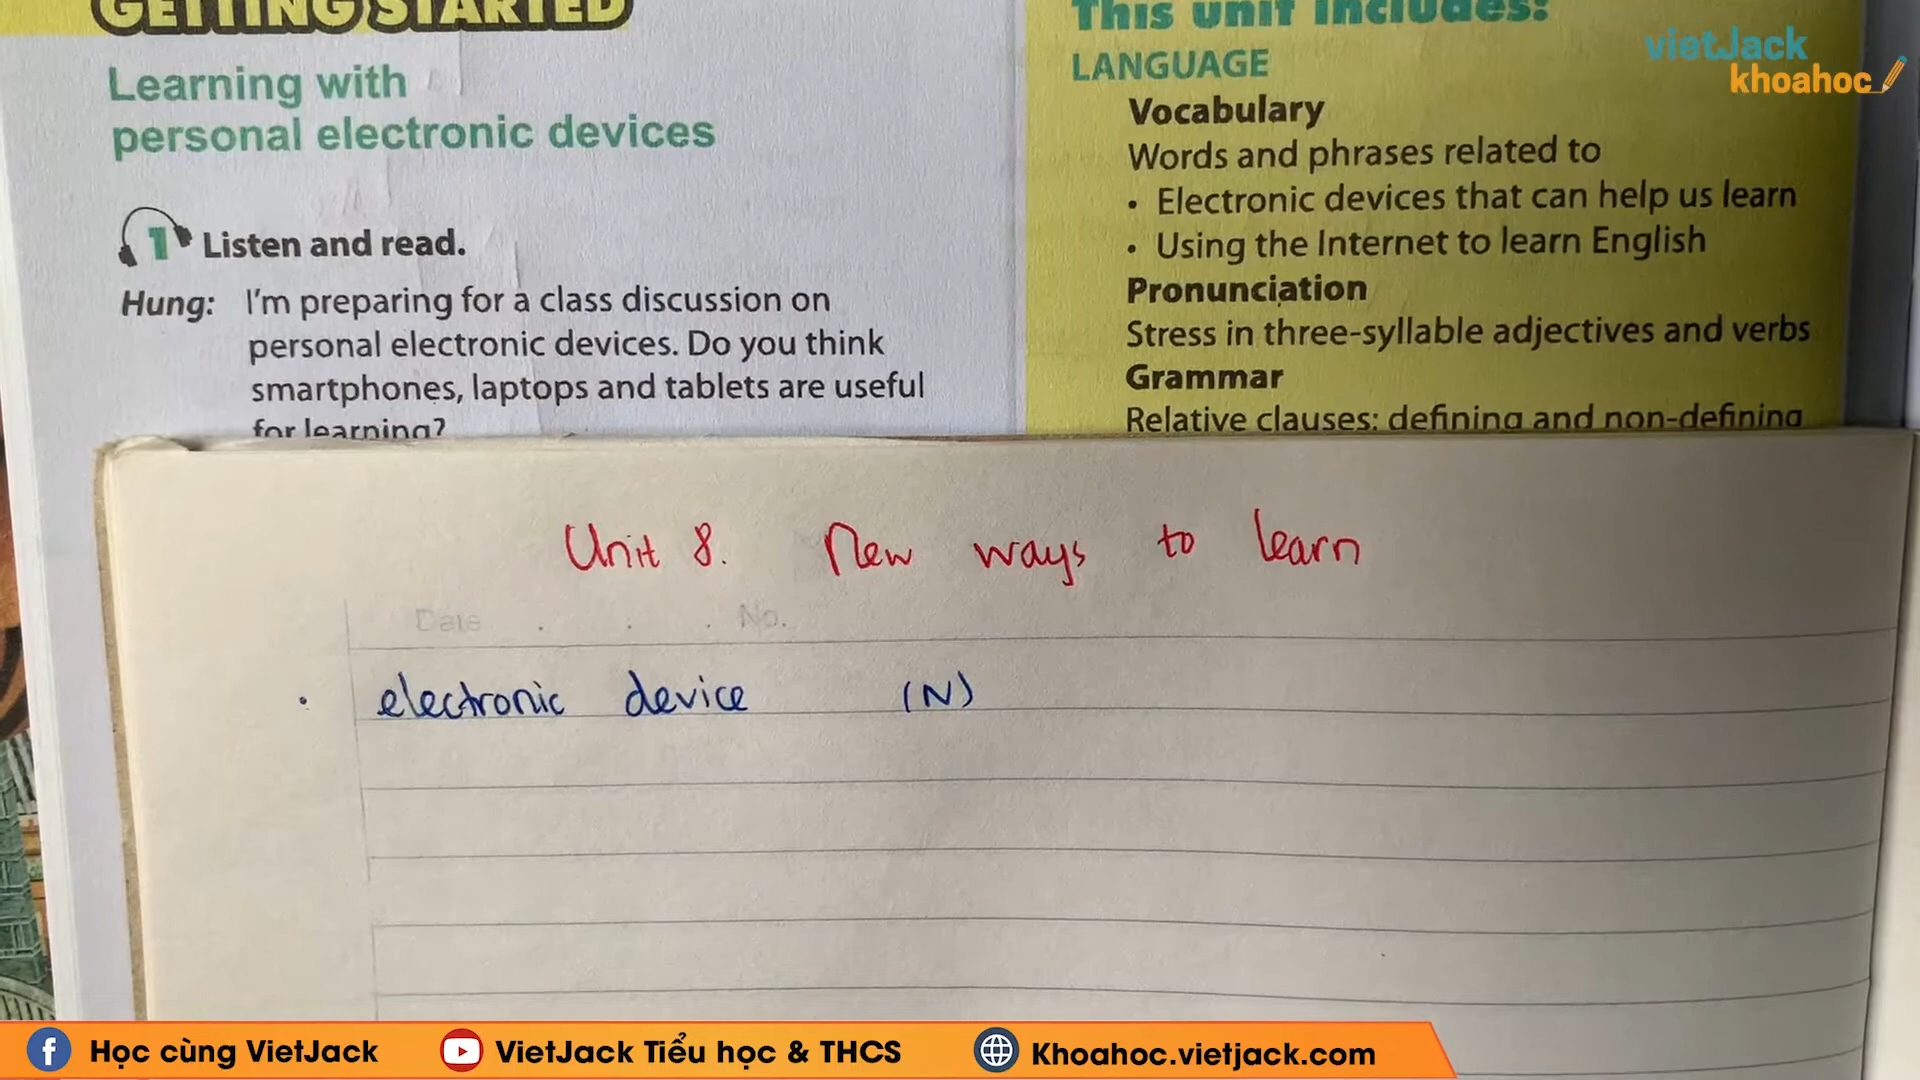 GETTING STARTED
Learning with
personal electronic devices
1 Listen and read.
Hung: I'm preparing for a class discussion on
personal electronic devices. Do you think
smartphones, laptops and tablets are useful
for learning?
This unit includes:
LANGUAGE
Vocabulary
Words and phrases related to
• Electronic devices that can help us learn
• Using the Internet to learn English
Pronunciation
Stress in three-syllable adjectives and verbs
Grammar
Relative clauses: defining and non-defining
vietJack
khoahoc
Unit 8. New ways to learn
Date . . . No.
• electronic device (N)
Học cùng VietJack
VietJack Tiểu học & THCS
Khoahoc.vietjack.com